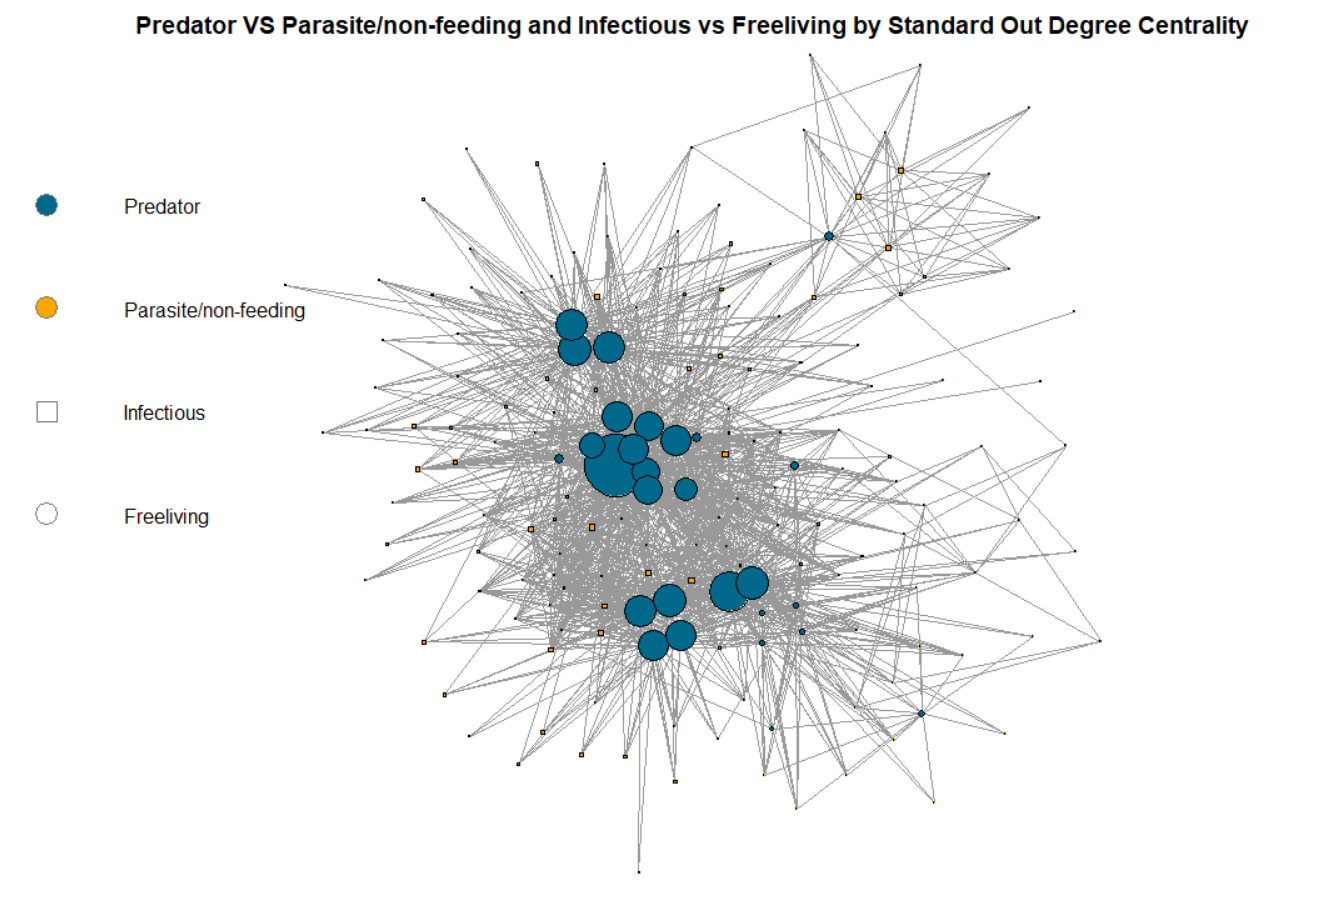 Predator VS Parasite/non-feeding and Infectious vs Freeliving by Standard Out Degree Centrality
Predator
Parasite/non-feeding
Infectious
Freeliving